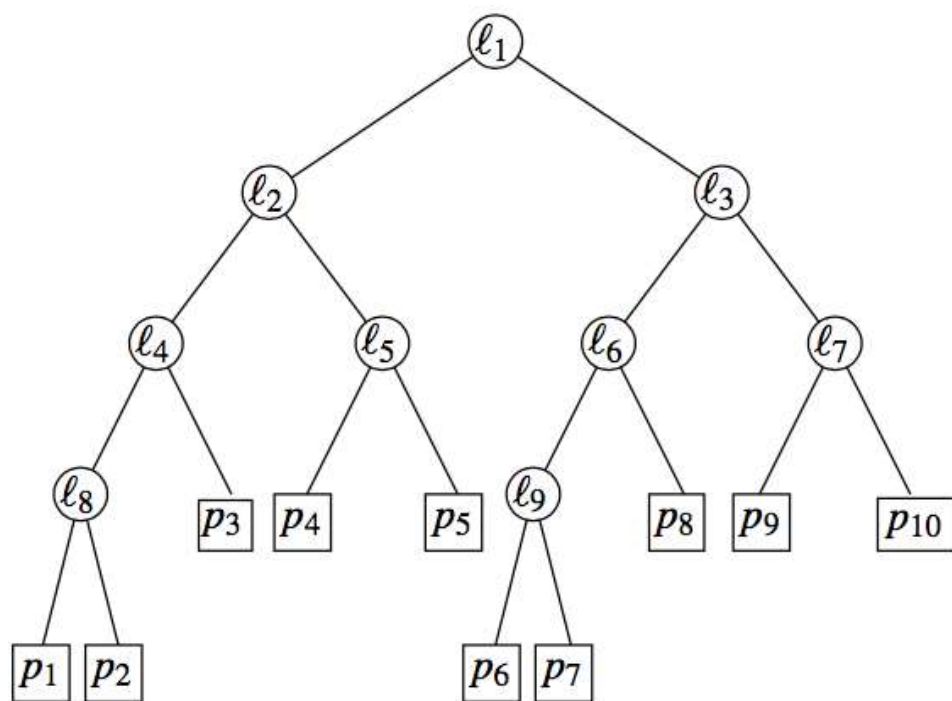 ℓ1
ℓ2 ℓ3
ℓ4 ℓ5 ℓ6 ℓ7
ℓ8 p3 p4 p5 ℓ9 p8 p9 p10
p1 p2 p6 p7